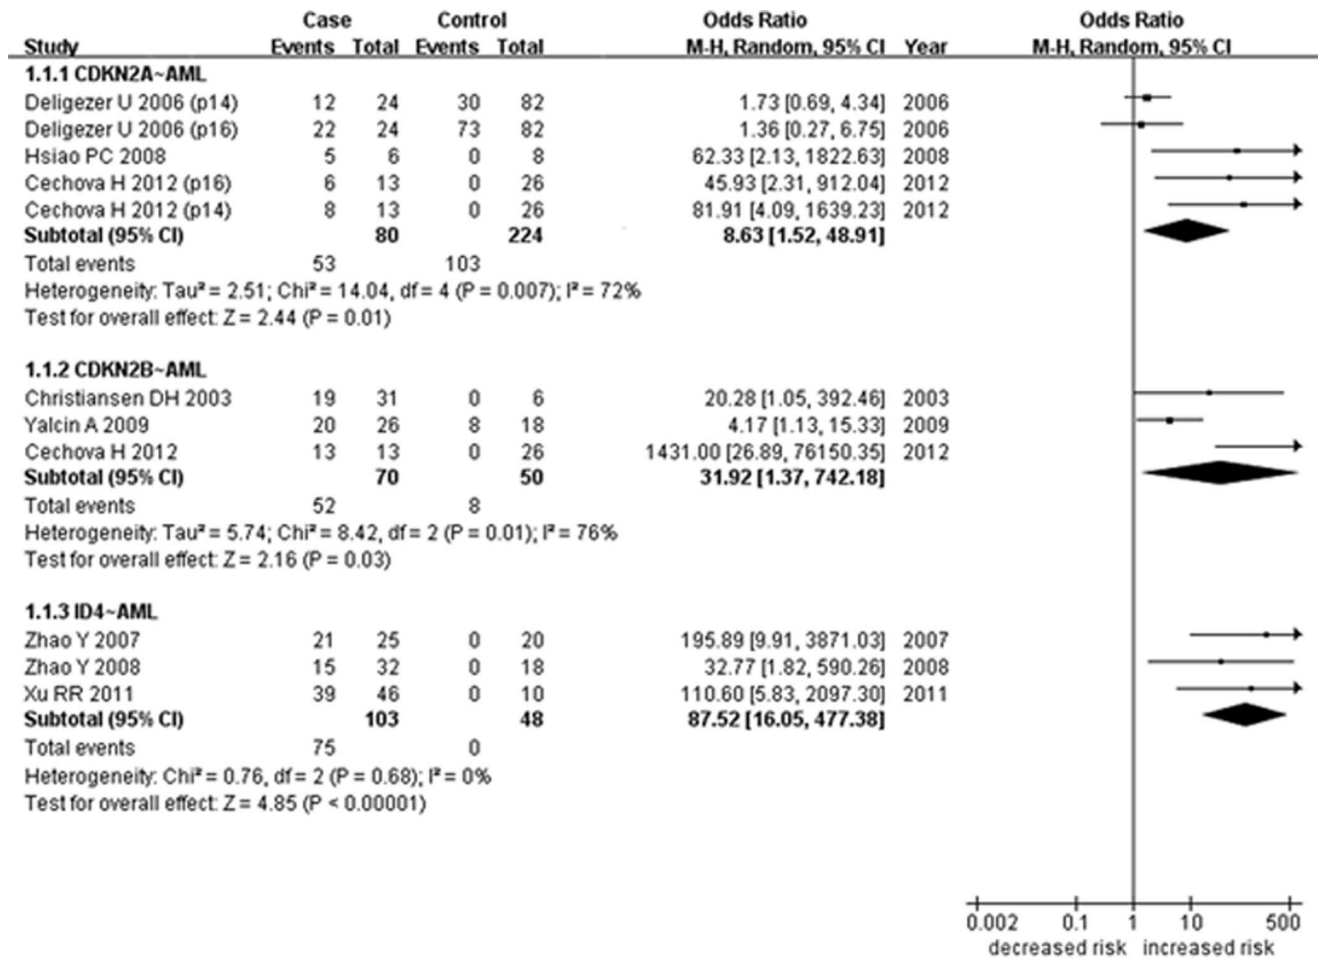 Case Control Odds Ratio Odds Ratio
Study Events Total Events Total M-H, Random, 95% CI Year M-H, Random, 95% CI
1.1.1 CDKN2A~AML
Deligezer U 2006 (p14) 12 24 30 82 1.73 [0.69, 4.34] 2006
Deligezer U 2006 (p16) 22 24 73 82 1.36 [0.27, 6.75] 2006
Hsiao PC 2008 5 6 0 8 62.33 [2.13, 1822.63] 2008
Cechova H 2012 (p16) 6 13 0 26 45.93 [2.31, 912.04] 2012
Cechova H 2012 (p14) 8 13 0 26 81.91 [4.09, 1639.23] 2012
Subtotal (95% CI) 80 224 8.63 [1.52, 48.91]
Total events 53 103
Heterogeneity: Tau² = 2.51; Chi² = 14.04, df = 4 (P = 0.007); I² = 72%
Test for overall effect: Z = 2.44 (P = 0.01)
1.1.2 CDKN2B~AML
Christiansen DH 2003 19 31 0 6 20.28 [1.05, 392.46] 2003
Yalcin A 2009 20 26 8 18 4.17 [1.13, 15.33] 2009
Cechova H 2012 13 13 0 26 1431.00 [26.89, 76150.35] 2012
Subtotal (95% CI) 70 50 31.92 [1.37, 742.18]
Total events 52 8
Heterogeneity: Tau² = 5.74; Chi² = 8.42, df = 2 (P = 0.01); I² = 76%
Test for overall effect: Z = 2.16 (P = 0.03)
1.1.3 ID4~AML
Zhao Y 2007 21 25 0 20 195.89 [9.91, 3871.03] 2007
Zhao Y 2008 15 32 0 18 32.77 [1.82, 590.26] 2008
Xu RR 2011 39 46 0 10 110.60 [5.83, 2097.30] 2011
Subtotal (95% CI) 103 48 87.52 [16.05, 477.38]
Total events 75 0
Heterogeneity: Chi² = 0.76, df = 2 (P = 0.68); I² = 0%
Test for overall effect: Z = 4.85 (P < 0.00001)
0.002 0.1 1 10 500
decreased risk increased risk